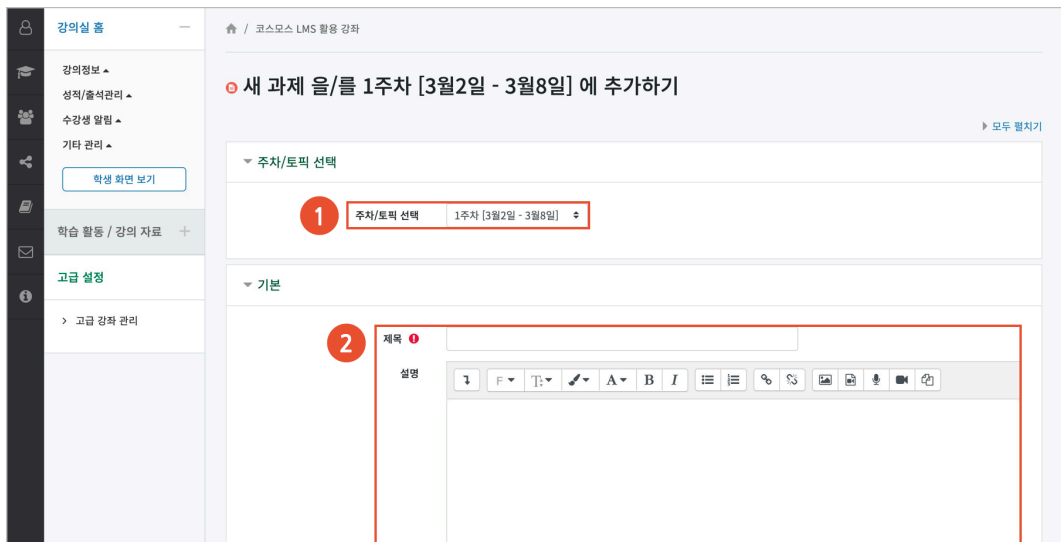 강의실 홈
강의정보
성적/출석관리
수강생 알림
기타 관리
학생 화면 보기
학습 활동 / 강의 자료
고급 설정
> 고급 강좌 관리
/ 코스모스 LMS 활용 강좌
새 과제 을/를 1주차 [3월2일 - 3월8일] 에 추가하기
모두 펼치기
주차/토픽 선택
1
주차/토픽 선택 1주차 [3월2일 - 3월8일]
기본
2
제목
설명
F T A B I